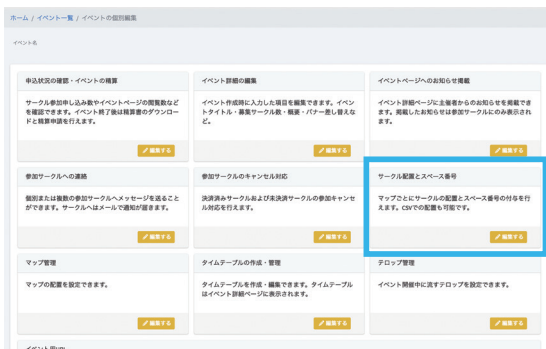 ホーム / イベント一覧 / イベントの個別編集
イベント名
申込状況の確認・イベントの精算
サークル参加申し込み数やイベントページの閲覧数など
を確認できます。イベント終了後は精算書のダウンロー
ドと精算申請を行えます。
編集する
イベント詳細の編集
イベント作成時に入力した項目を編集できます。イベン
トタイトル・募集サークル数・概要・バナー差し替えな
ど。
編集する
イベントページへのお知らせ掲載
イベント詳細ページに主催者からのお知らせを掲載でき
ます。掲載したお知らせは参加サークルにのみ表示され
ます。
編集する
参加サークルへの連絡
個別または複数の参加サークルへメッセージを送ること
ができます。サークルへはメールで通知が届きます。
編集する
参加サークルのキャンセル対応
決済済みサークルおよび未決済サークルの参加キャンセ
ル対応を行えます。
編集する
サークル配置とスペース番号
マップごとにサークルの配置とスペース番号の付与を行
えます。CSVでの配置も可能です。
編集する
マップ管理
マップの配置を設定できます。
編集する
タイムテーブルの作成・管理
タイムテーブルを作成・編集できます。タイムテーブル
はイベント詳細ページに表示されます。
編集する
テロップ管理
イベント開催中に流すテロップを設定できます。
編集する